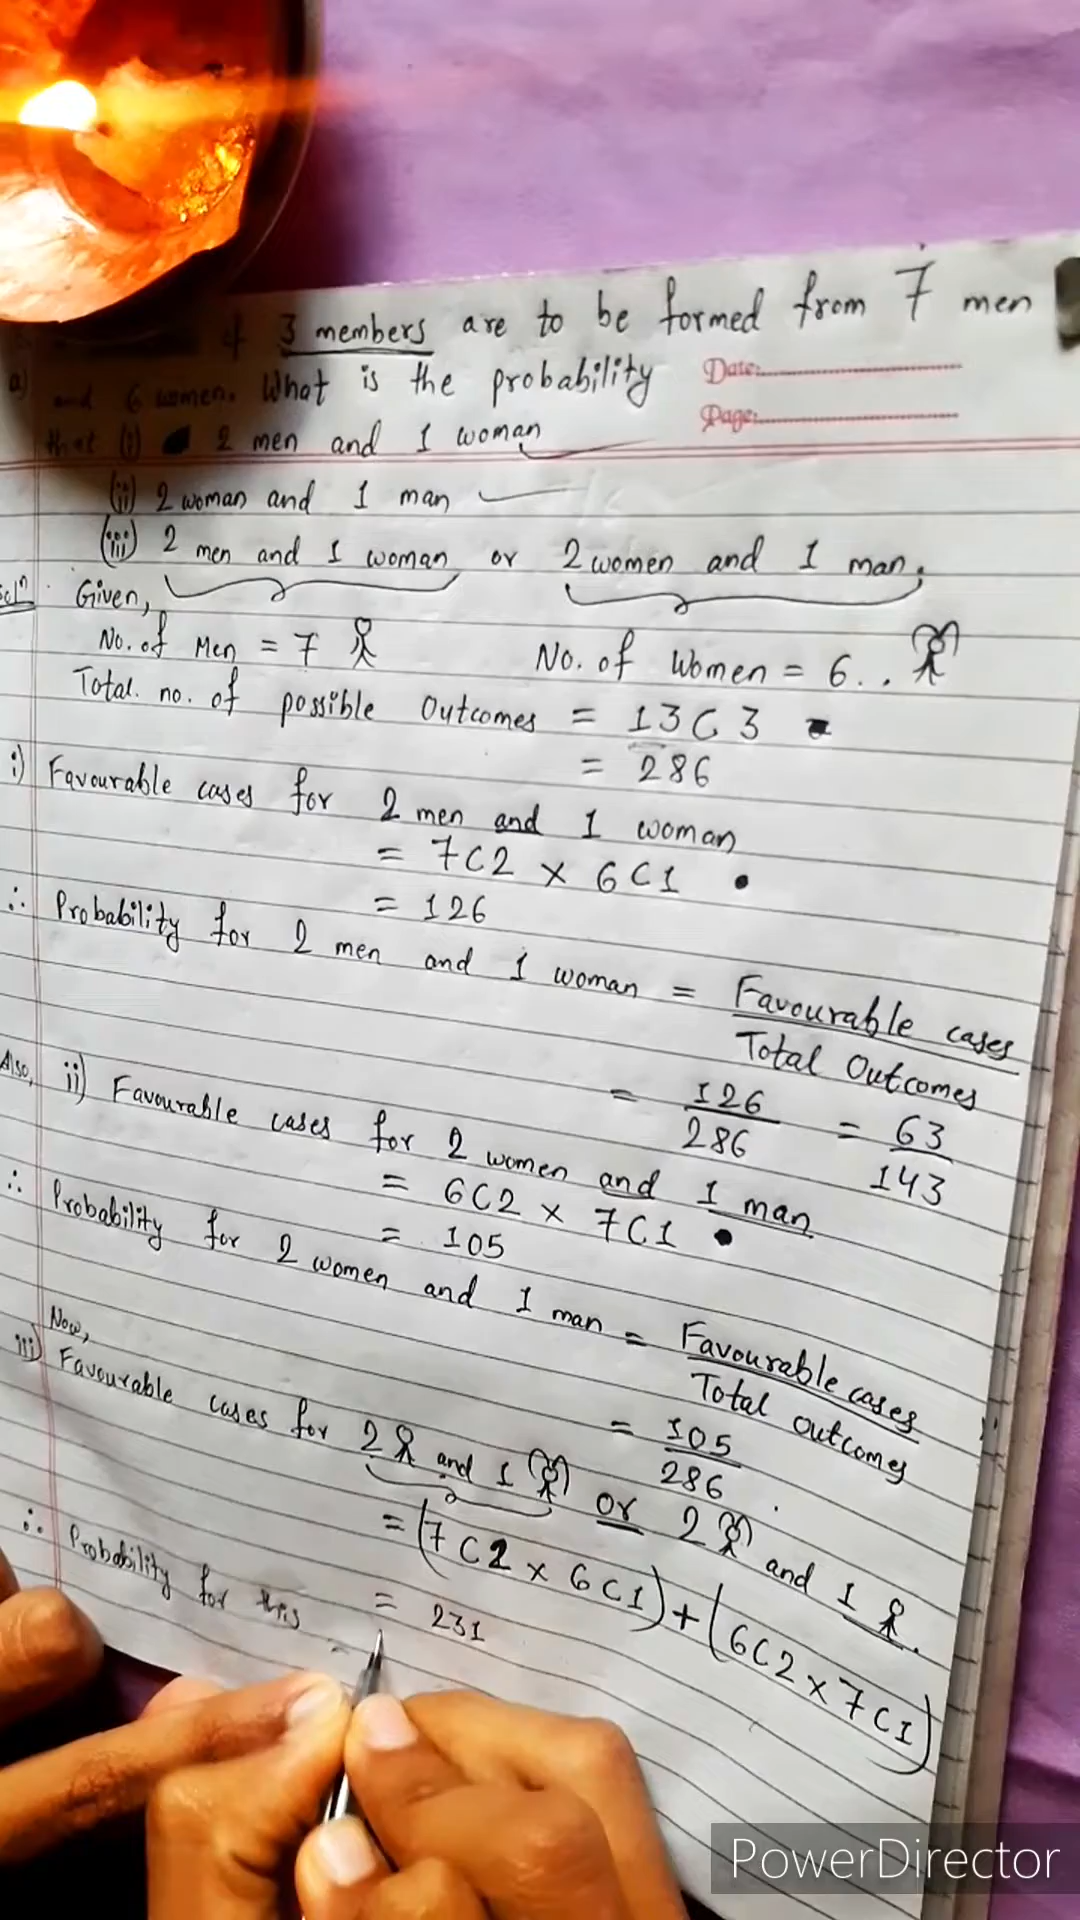 f 3 members are to be formed from 7 men
a) and 6 women. What is the probability
Date:
Page:
that (i) 2 men and 1 woman
(ii) 2 woman and 1 man
(iii) 2 men and 1 woman or 2 women and 1 man.
Solⁿ. Given,
No. of Men = 7 No. of Women = 6..
Total. no. of possible outcomes = 13C3
= 286
i) Favourable cases for 2 men and 1 woman
= 7C2 × 6C1
= 126
∴ Probability for 2 men and 1 woman = Favourable cases
Total Outcomes
= 126/286 = 63/143
Also, ii) Favourable cases for 2 women and 1 man
= 6C2 × 7C1
= 105
∴ Probability for 2 women and 1 man = Favourable cases
Total outcomes
= 105/286
Now,
iii) Favourable cases for 2 and 1 or 2 and 1 .
= (7C2 × 6C1) + (6C2 × 7C1)
= 231
∴ Probability for this =
PowerDirector